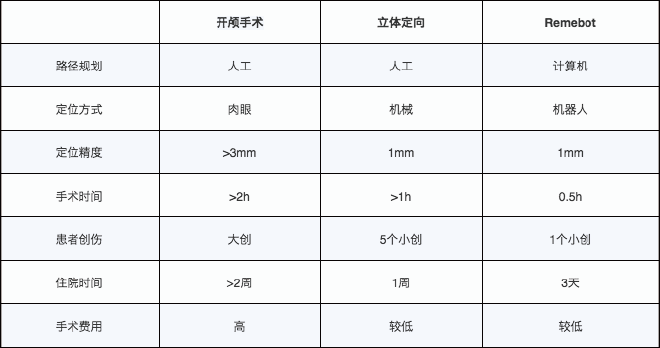 开颅手术 立体定向 Remebot
路径规划 人工 人工 计算机
定位方式 肉眼 机械 机器人
定位精度 >3mm 1mm 1mm
手术时间 >2h >1h 0.5h
患者创伤 大创 5个小创 1个小创
住院时间 >2周 1周 3天
手术费用 高 较低 较低